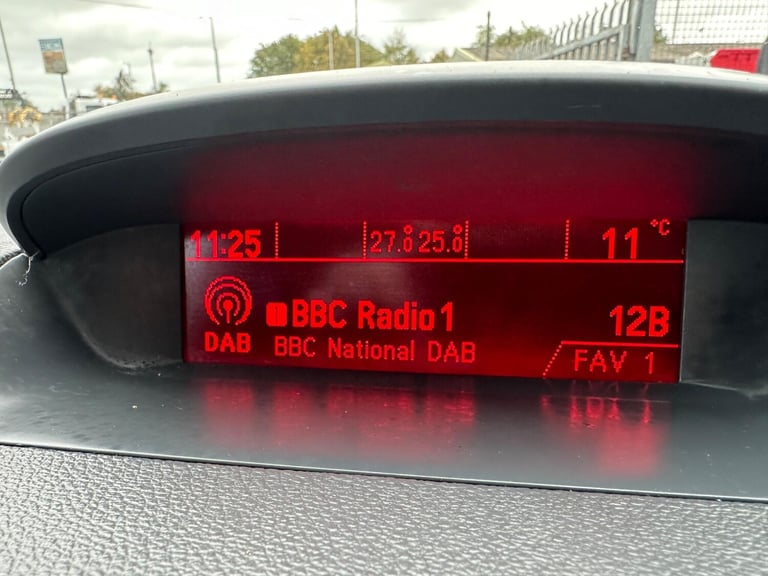 11:25 27.0 25.0 11 °C
BBC Radio 1 12B
DAB BBC National DAB FAV 1